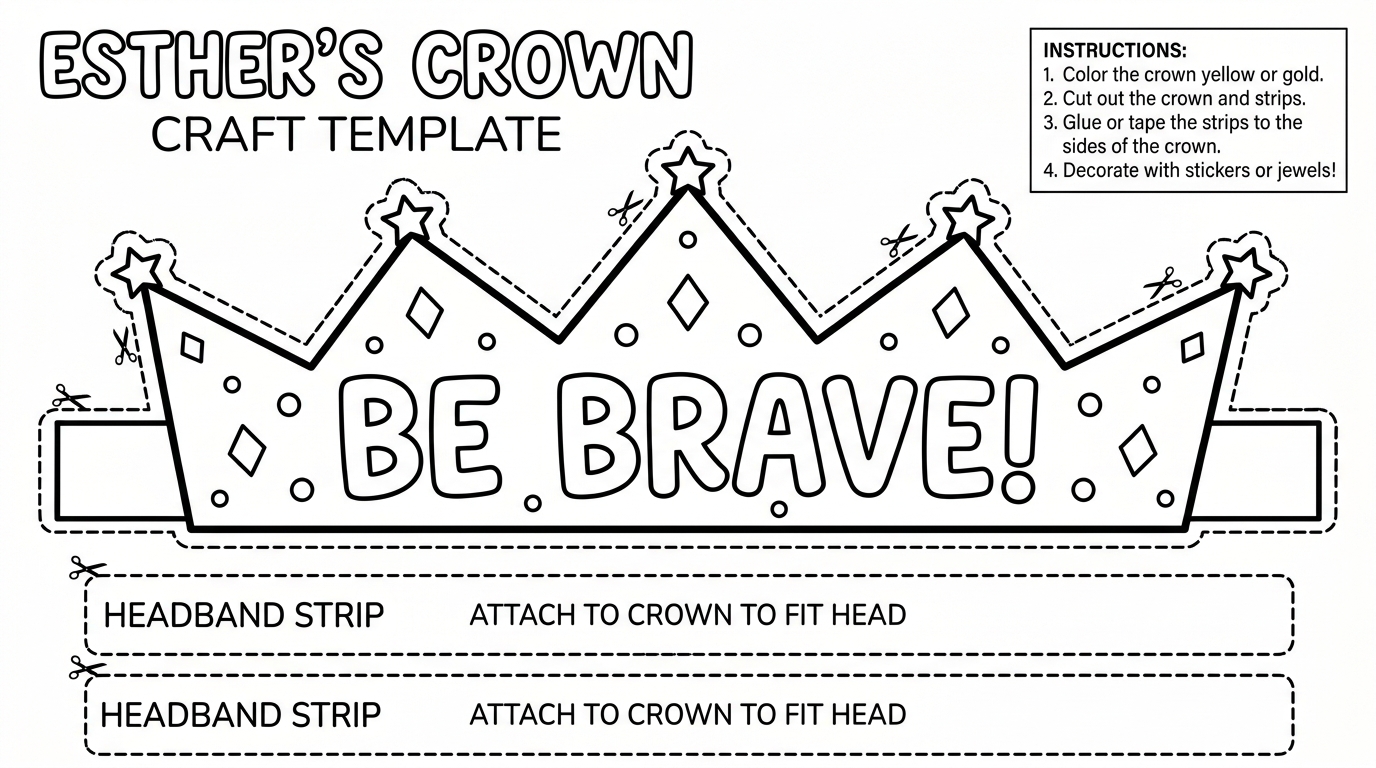 ESTHER’S CROWN
CRAFT TEMPLATE
INSTRUCTIONS:
1. Color the crown yellow or gold.
2. Cut out the crown and strips.
3. Glue or tape the strips to the
sides of the crown.
4. Decorate with stickers or jewels!
BE BRAVE!
HEADBAND STRIP ATTACH TO CROWN TO FIT HEAD
HEADBAND STRIP ATTACH TO CROWN TO FIT HEAD